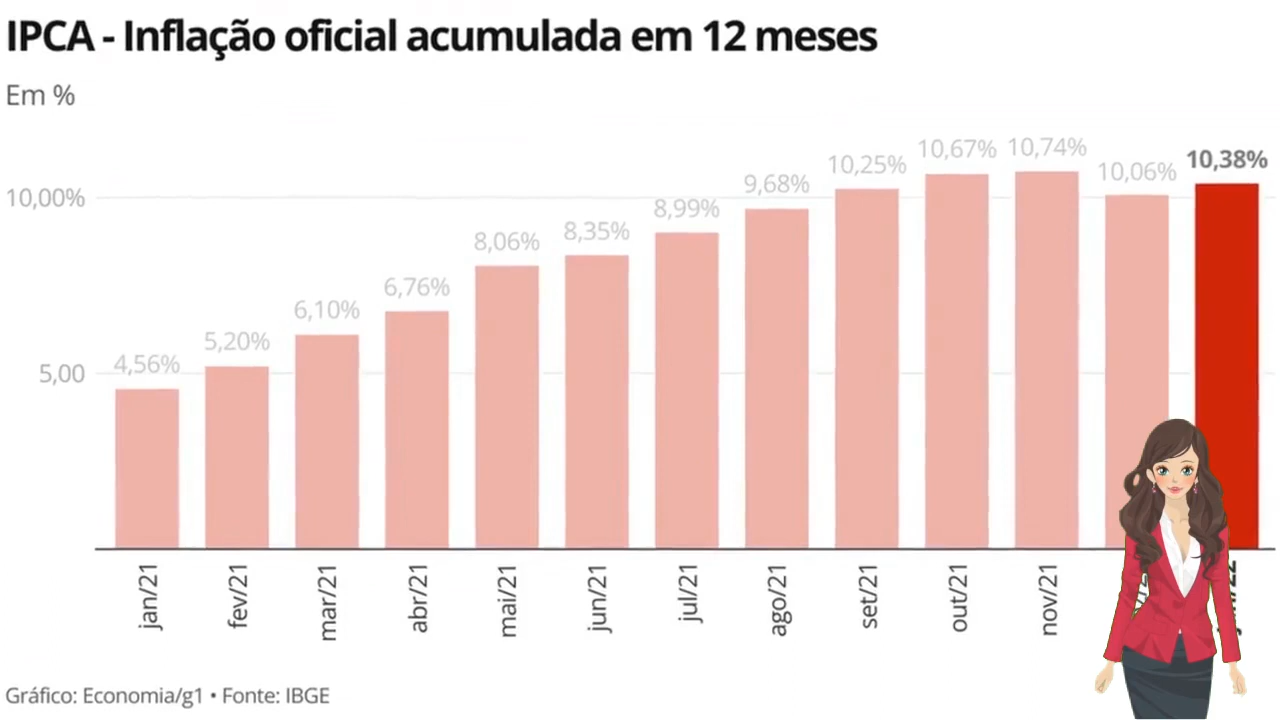 IPCA - Inflação oficial acumulada em 12 meses
Em %
10,00%
5,00
4,56%
5,20%
6,10%
6,76%
8,06%
8,35%
8,99%
9,68%
10,25%
10,67%
10,74%
10,06%
10,38%
jan/21
fev/21
mar/21
abr/21
mai/21
jun/21
jul/21
ago/21
set/21
out/21
nov/21
Gráfico: Economia/g1 • Fonte: IBGE